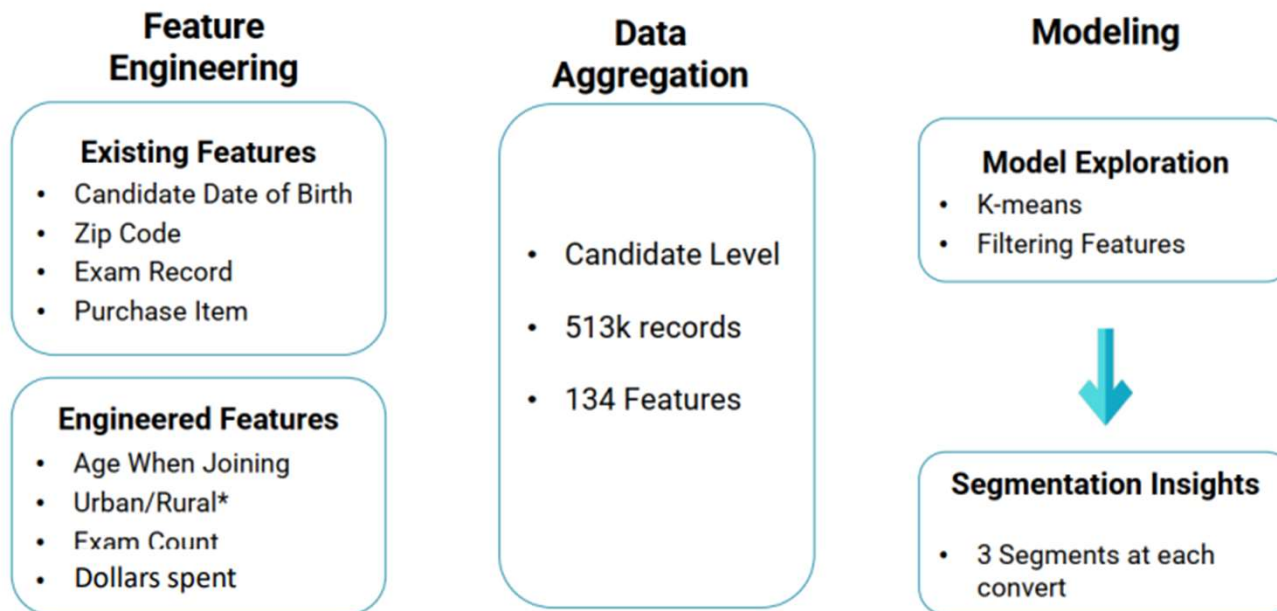 Feature
Engineering
Existing Features
• Candidate Date of Birth
• Zip Code
• Exam Record
• Purchase Item
Engineered Features
• Age When Joining
• Urban/Rural*
• Exam Count
• Dollars spent
Data
Aggregation
• Candidate Level
• 513k records
• 134 Features
Modeling
Model Exploration
• K-means
• Filtering Features
Segmentation Insights
• 3 Segments at each
convert